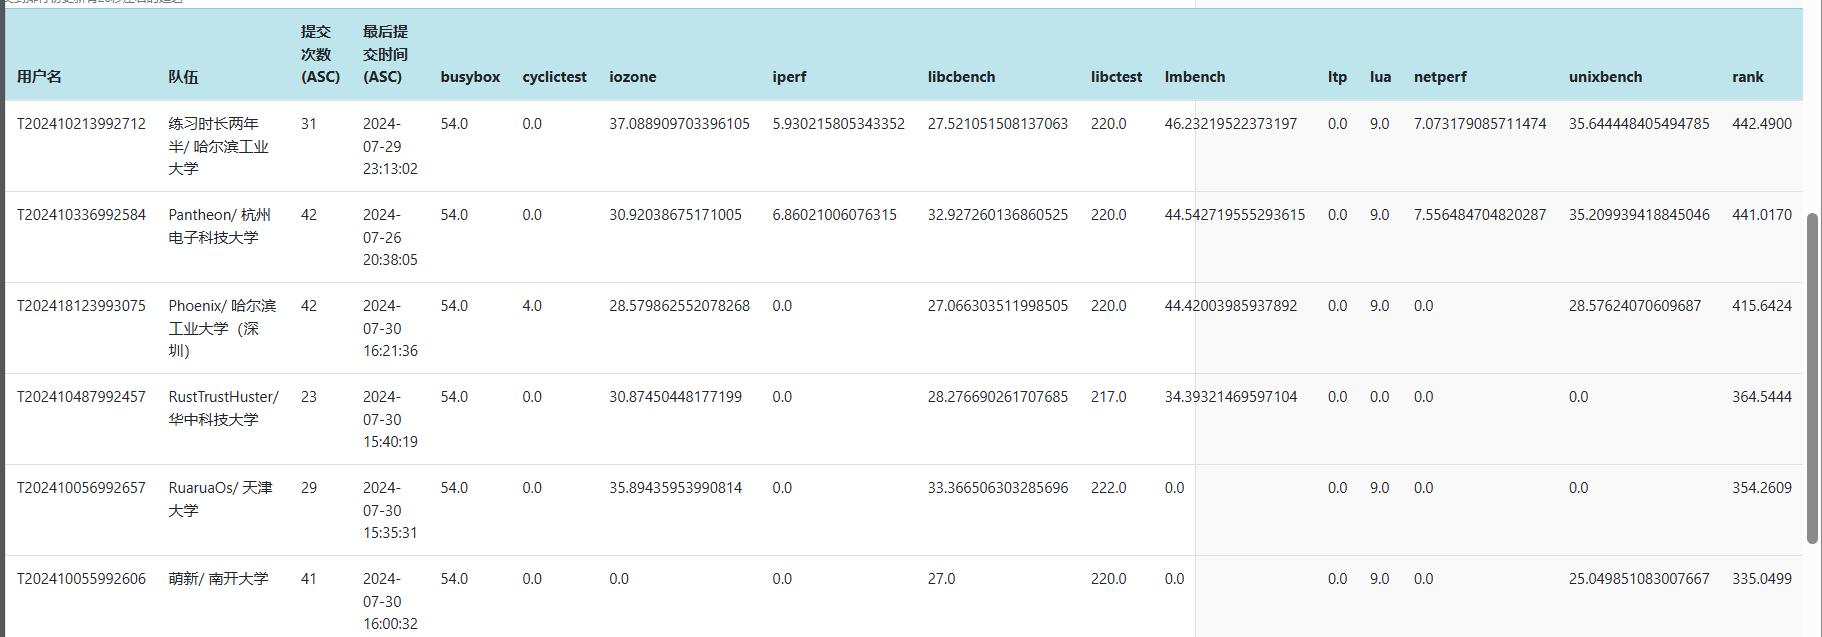 提交
次数
(ASC)
最后提
交时间
(ASC)
用户名 队伍 busybox cyclictest iozone iperf libcbench libctest lmbench ltp lua netperf unixbench rank
T202410213992712 练习时长两年 31 2024- 54.0 0.0 37.088909703396105 5.930215805343352 27.521051508137063 220.0 46.23219522373197 0.0 9.0 7.073179085711474 35.644448405494785 442.4900
半/ 哈尔滨工业 07-29
大学 23:13:02
T202410336992584 Pantheon/ 杭州 42 2024- 54.0 0.0 30.92038675171005 6.86021006076315 32.927260136860525 220.0 44.542719555293615 0.0 9.0 7.556484704820287 35.209939418845046 441.0170
电子科技大学 07-26
20:38:05
T202418123993075 Phoenix/ 哈尔滨 42 2024- 54.0 4.0 28.579862552078268 0.0 27.066303511998505 220.0 44.42003985937892 0.0 9.0 0.0 28.57624070609687 415.6424
工业大学（深 07-30
圳） 16:21:36
T202410487992457 RustTrustHuster/ 23 2024- 54.0 0.0 30.87450448177199 0.0 28.276690261707685 217.0 34.39321469597104 0.0 0.0 0.0 0.0 364.5444
华中科技大学 07-30
15:40:19
T202410056992657 RuaruaOs/ 天津 29 2024- 54.0 0.0 35.89435953990814 0.0 33.366506303285696 222.0 0.0 0.0 9.0 0.0 0.0 354.2609
大学 07-30
15:35:31
T202410055992606 萌新/ 南开大学 41 2024- 54.0 0.0 0.0 0.0 27.0 220.0 0.0 0.0 9.0 0.0 25.049851083007667 335.0499
07-30
16:00:32